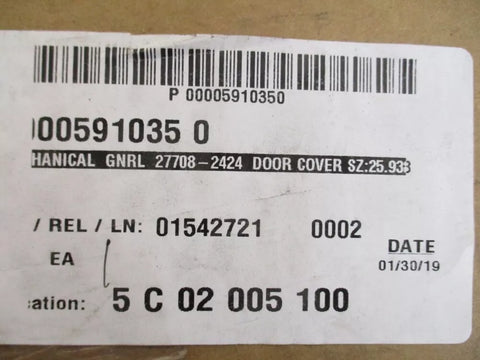 P 00005910350
000591035 0
HANICAL GNRL 27708-2424 DOOR COVER SZ:25.93
/ REL / LN: 01542721 0002
DATE
EA
01/30/19
ation: 5 C 02 005 100